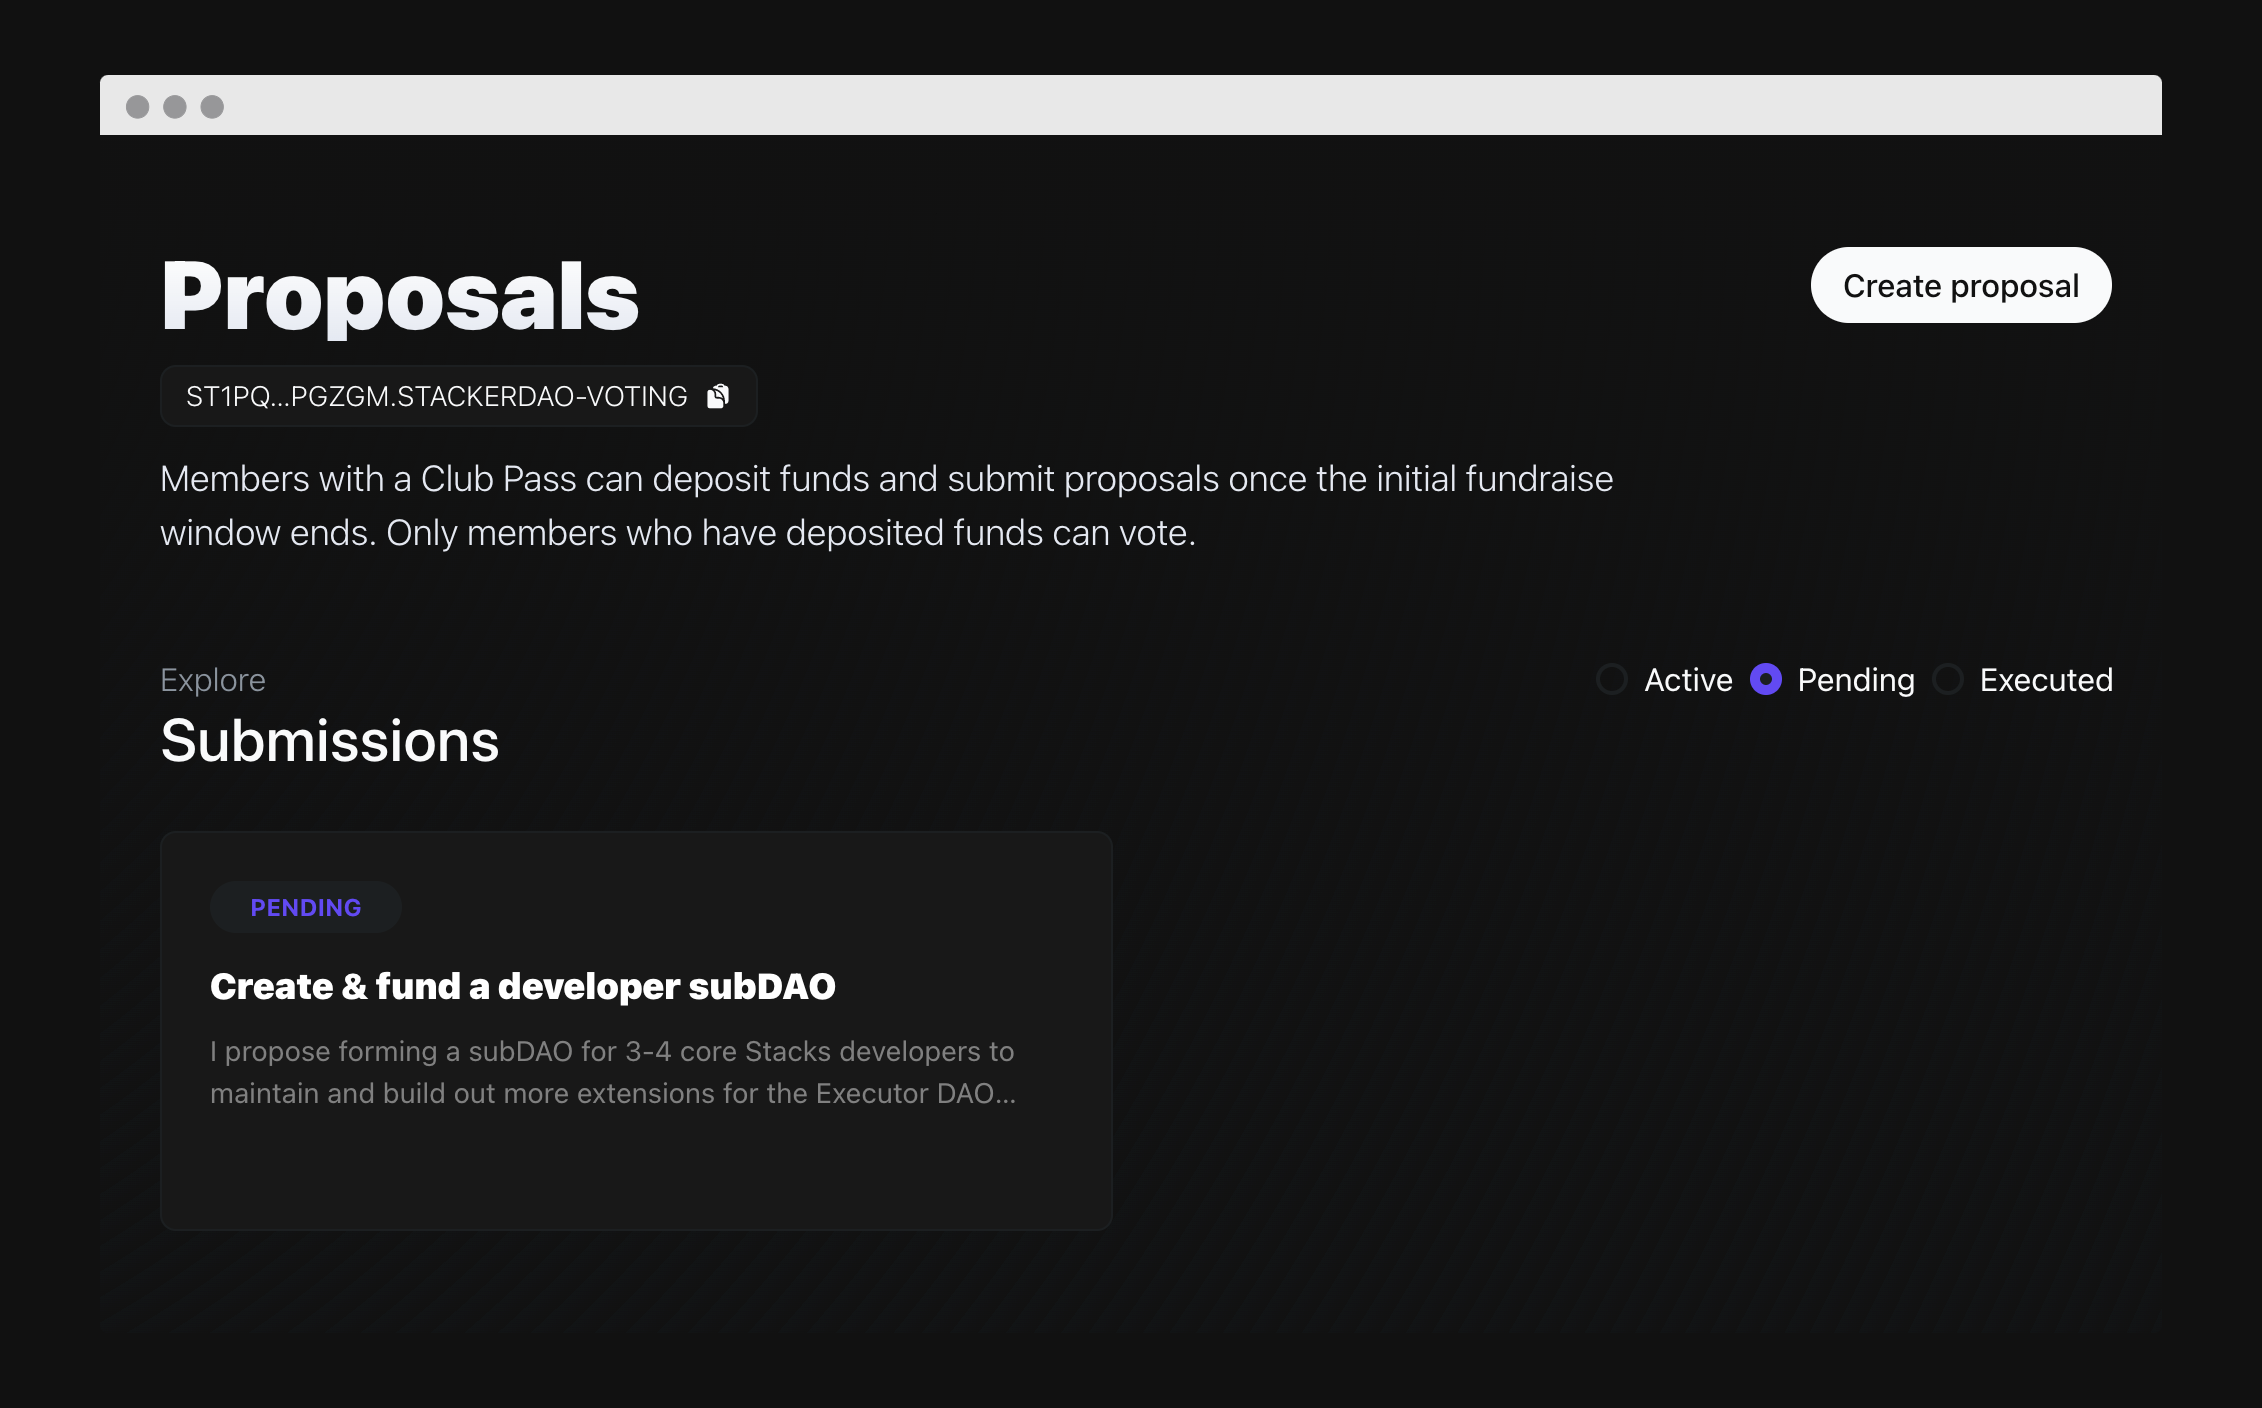 Proposals
Create proposal
ST1PQ...PGZGM.STACKERDAO-VOTING
Members with a Club Pass can deposit funds and submit proposals once the initial fundraise
window ends. Only members who have deposited funds can vote.
Explore
Active Pending Executed
Submissions
PENDING
Create & fund a developer subDAO
I propose forming a subDAO for 3-4 core Stacks developers to
maintain and build out more extensions for the Executor DAO...